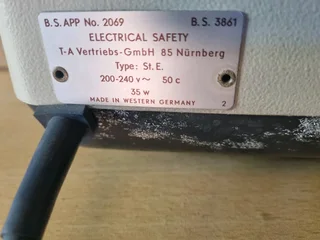 B.S. APP No. 2069 B.S. 3861
ELECTRICAL SAFETY
T-A Vertriebs-GmbH 85 Nürnberg
Type: St. E.
200-240 v~ 50 c
35 w
MADE IN WESTERN GERMANY 2